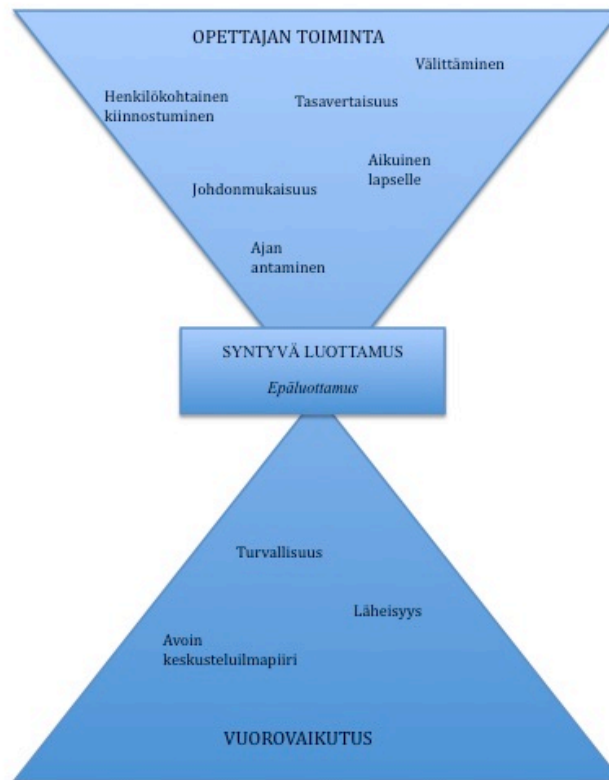 OPETTAJAN TOIMINTA
Välittäminen
Henkilökohtainen
kiinnostuminen
Tasavertaisuus
Aikuinen
lapselle
Johdonmukaisuus
Ajan
antaminen
SYNTYVÄ LUOTTAMUS
Epäluottamus
Turvallisuus
Läheisyys
Avoin
keskusteluilmapiiri
VUOROVAIKUTUS